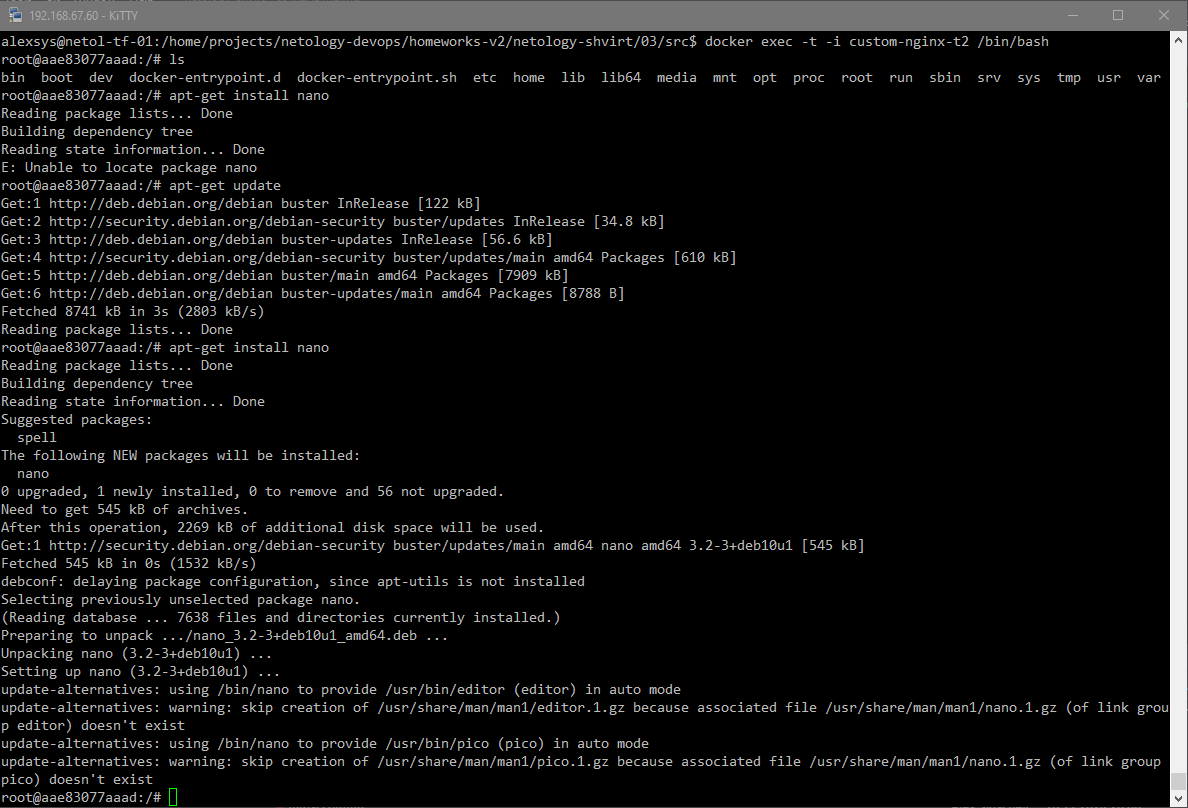 192.168.67.60 - KiTTY
alexsys@netol-tf-01:/home/projects/netology-devops/homeworks-v2/netology-shvirt/03/src$ docker exec -t -i custom-nginx-t2 /bin/bash
root@aae83077aaad:/# ls
bin  boot  dev  docker-entrypoint.d  docker-entrypoint.sh  etc  home  lib  lib64  media  mnt  opt  proc  root  run  sbin  srv  sys  tmp  usr  var
root@aae83077aaad:/# apt-get install nano
Reading package lists... Done
Building dependency tree
Reading state information... Done
E: Unable to locate package nano
root@aae83077aaad:/# apt-get update
Get:1 http://deb.debian.org/debian buster InRelease [122 kB]
Get:2 http://security.debian.org/debian-security buster/updates InRelease [34.8 kB]
Get:3 http://deb.debian.org/debian buster-updates InRelease [56.6 kB]
Get:4 http://security.debian.org/debian-security buster/updates/main amd64 Packages [610 kB]
Get:5 http://deb.debian.org/debian buster/main amd64 Packages [7909 kB]
Get:6 http://deb.debian.org/debian buster-updates/main amd64 Packages [8788 B]
Fetched 8741 kB in 3s (2803 kB/s)
Reading package lists... Done
root@aae83077aaad:/# apt-get install nano
Reading package lists... Done
Building dependency tree
Reading state information... Done
Suggested packages:
  spell
The following NEW packages will be installed:
  nano
0 upgraded, 1 newly installed, 0 to remove and 56 not upgraded.
Need to get 545 kB of archives.
After this operation, 2269 kB of additional disk space will be used.
Get:1 http://security.debian.org/debian-security buster/updates/main amd64 nano amd64 3.2-3+deb10u1 [545 kB]
Fetched 545 kB in 0s (1532 kB/s)
debconf: delaying package configuration, since apt-utils is not installed
Selecting previously unselected package nano.
(Reading database ... 7638 files and directories currently installed.)
Preparing to unpack .../nano_3.2-3+deb10u1_amd64.deb ...
Unpacking nano (3.2-3+deb10u1) ...
Setting up nano (3.2-3+deb10u1) ...
update-alternatives: using /bin/nano to provide /usr/bin/editor (editor) in auto mode
update-alternatives: warning: skip creation of /usr/share/man/man1/editor.1.gz because associated file /usr/share/man/man1/nano.1.gz (of link grou
p editor) doesn't exist
update-alternatives: using /bin/nano to provide /usr/bin/pico (pico) in auto mode
update-alternatives: warning: skip creation of /usr/share/man/man1/pico.1.gz because associated file /usr/share/man/man1/nano.1.gz (of link group
pico) doesn't exist
root@aae83077aaad:/#